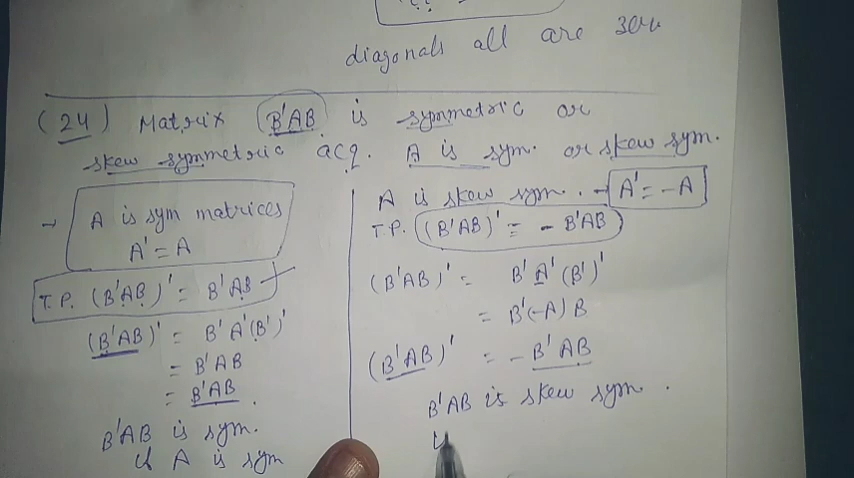 diagonals all are zero
(24) Matrix B'AB is symmetric or
skew symmetric acc. A is sym. or skew sym.
→ A is sym matrices
A' = A
T.P. (B'AB)' = B'AB
(B'AB)' = B'A'(B')'
= B'AB
= B'AB.
B'AB is sym.
if A is sym
A is skew sym. → A' = -A
T.P. (B'AB)' = - B'AB
(B'AB)' = B'A'(B')'
= B'(-A)B
(B'AB)' = - B'AB
B'AB is skew sym.